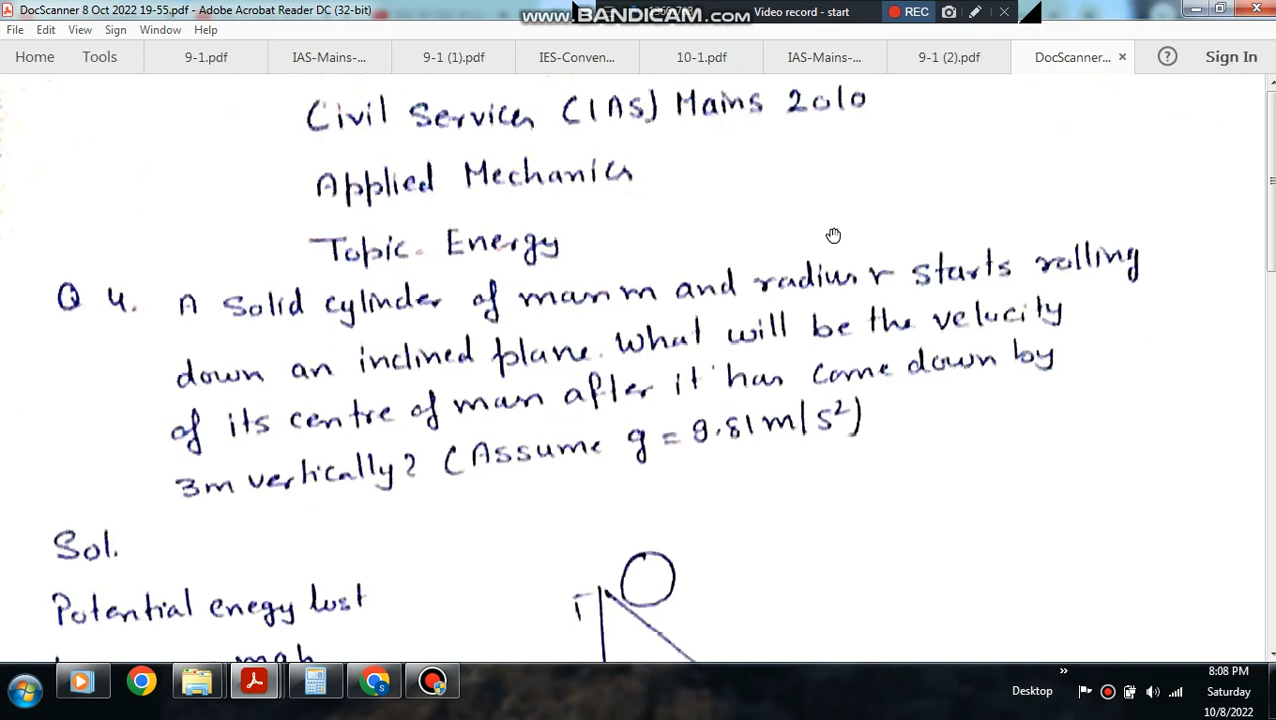 DocScanner 8 Oct 2022 19-55.pdf - Adobe Acrobat Reader DC (32-bit)
www.BANDICAM.com
Video record - start
REC
File Edit View Sign Window Help
Home Tools 9-1.pdf IAS-Mains-... 9-1 (1).pdf IES-Conven... 10-1.pdf IAS-Mains-... 9-1 (2).pdf DocScanner... Sign In
Civil Services (IAS) Mains 2010
Applied Mechanics
Topic- Energy
Q 4. A Solid cylinder of mass m and radius r starts rolling
down an inclined plane. What will be the velocity
of its centre of mass after it has come down by
3m vertically? (Assume g = 9.81 m/s²)
Sol.
Potential enegy lost
mgh
Desktop
8:08 PM
Saturday
10/8/2022